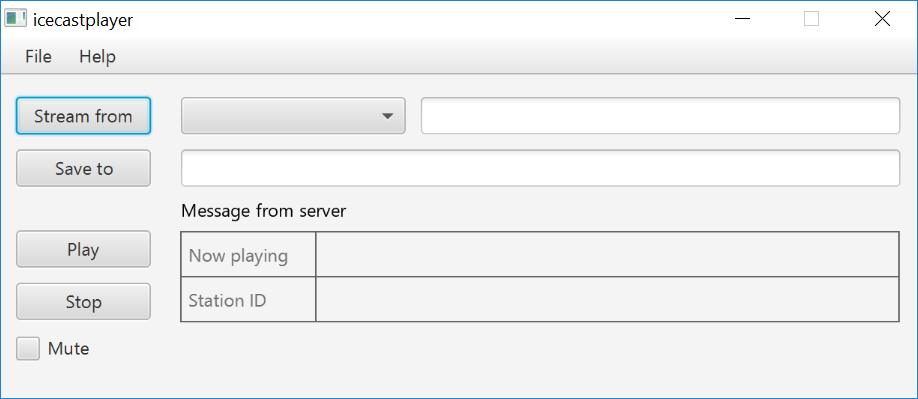 icecastplayer
File Help
Stream from
Save to
Message from server
Play
Now playing
Stop
Station ID
Mute